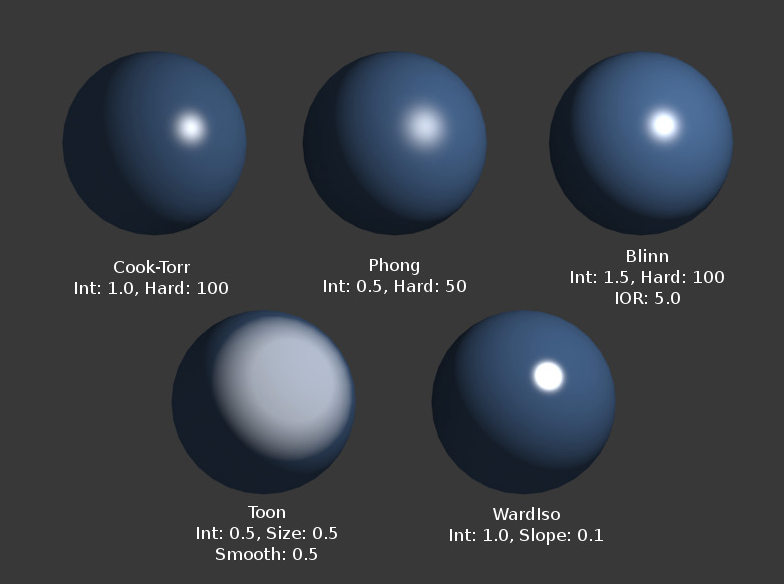 Cook-Torr
Int: 1.0, Hard: 100
Phong
Int: 0.5, Hard: 50
Blinn
Int: 1.5, Hard: 100
IOR: 5.0
Toon
Int: 0.5, Size: 0.5
Smooth: 0.5
WardIso
Int: 1.0, Slope: 0.1